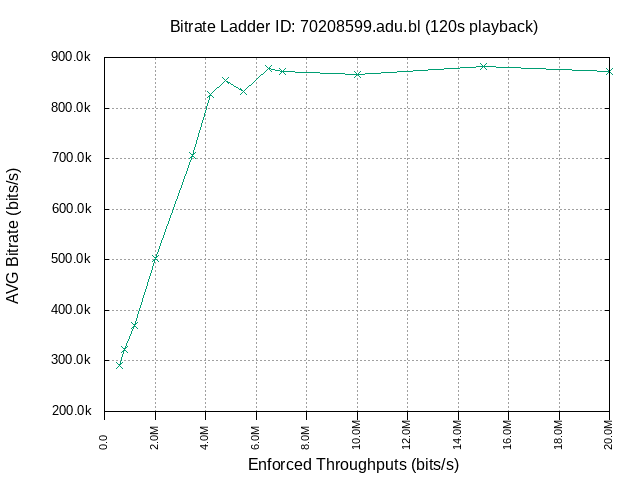 Bitrate Ladder ID: 70208599.adu.bl (120s playback)
900.0k
800.0k
700.0k
600.0k
500.0k
400.0k
300.0k
200.0k
AVG Bitrate (bits/s)
0.0 2.0M 4.0M 6.0M 8.0M 10.0M 12.0M 14.0M 16.0M 18.0M 20.0M
Enforced Throughputs (bits/s)